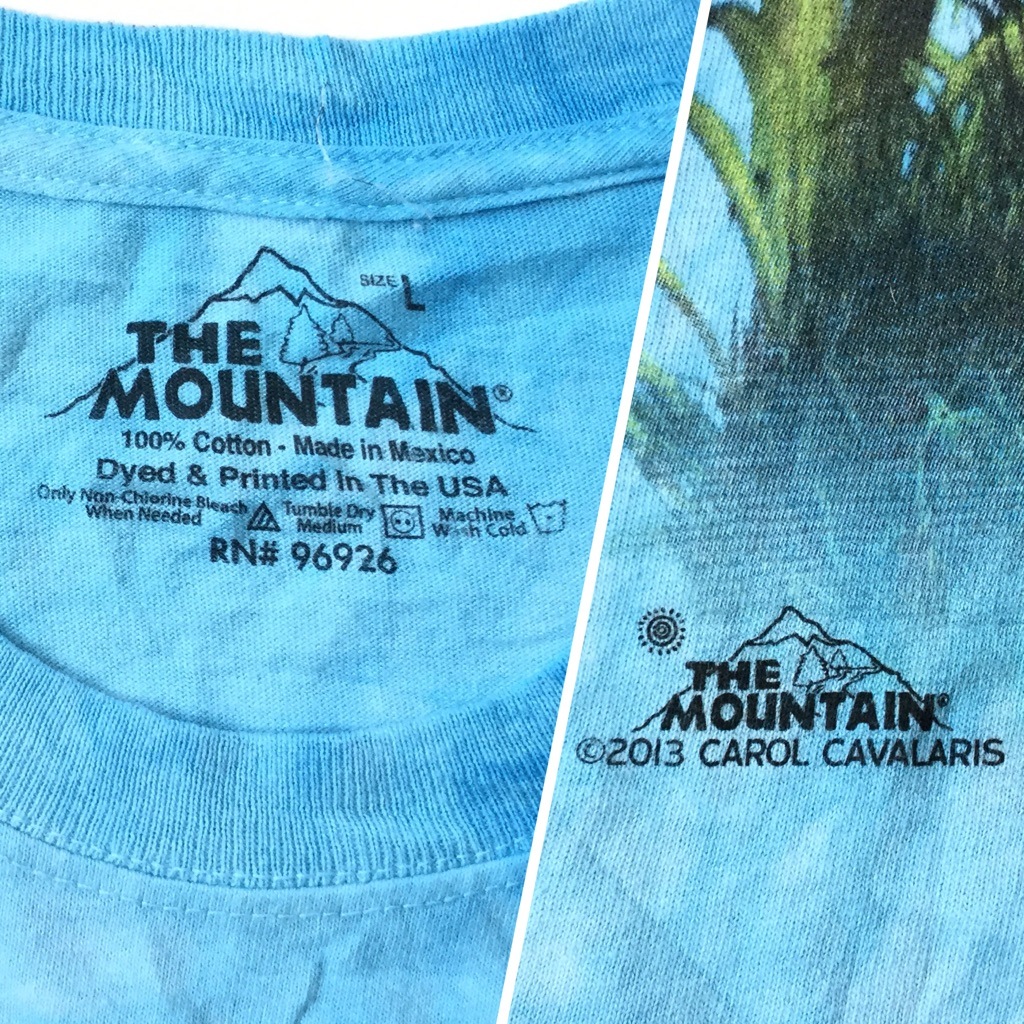 SIZE L
THE
MOUNTAIN®
100% Cotton - Made in Mexico
Dyed & Printed In The USA
Only Non-Chlorine Bleach
When Needed
Tumble Dry
Medium
Machine
Wash Cold
RN# 96926
THE
MOUNTAIN®
©2013 CAROL CAVALARIS